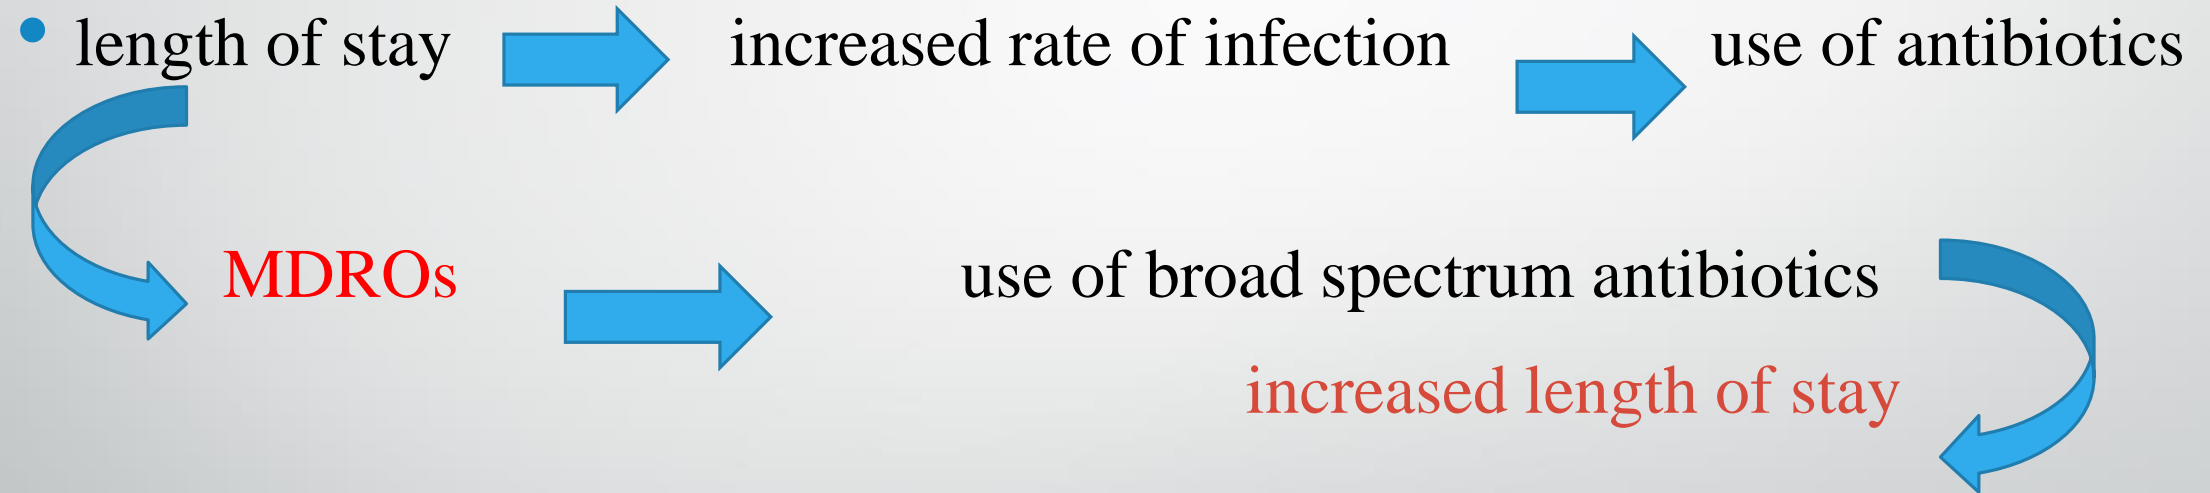 • length of stay increased rate of infection use of antibiotics
MDROs use of broad spectrum antibiotics
increased length of stay